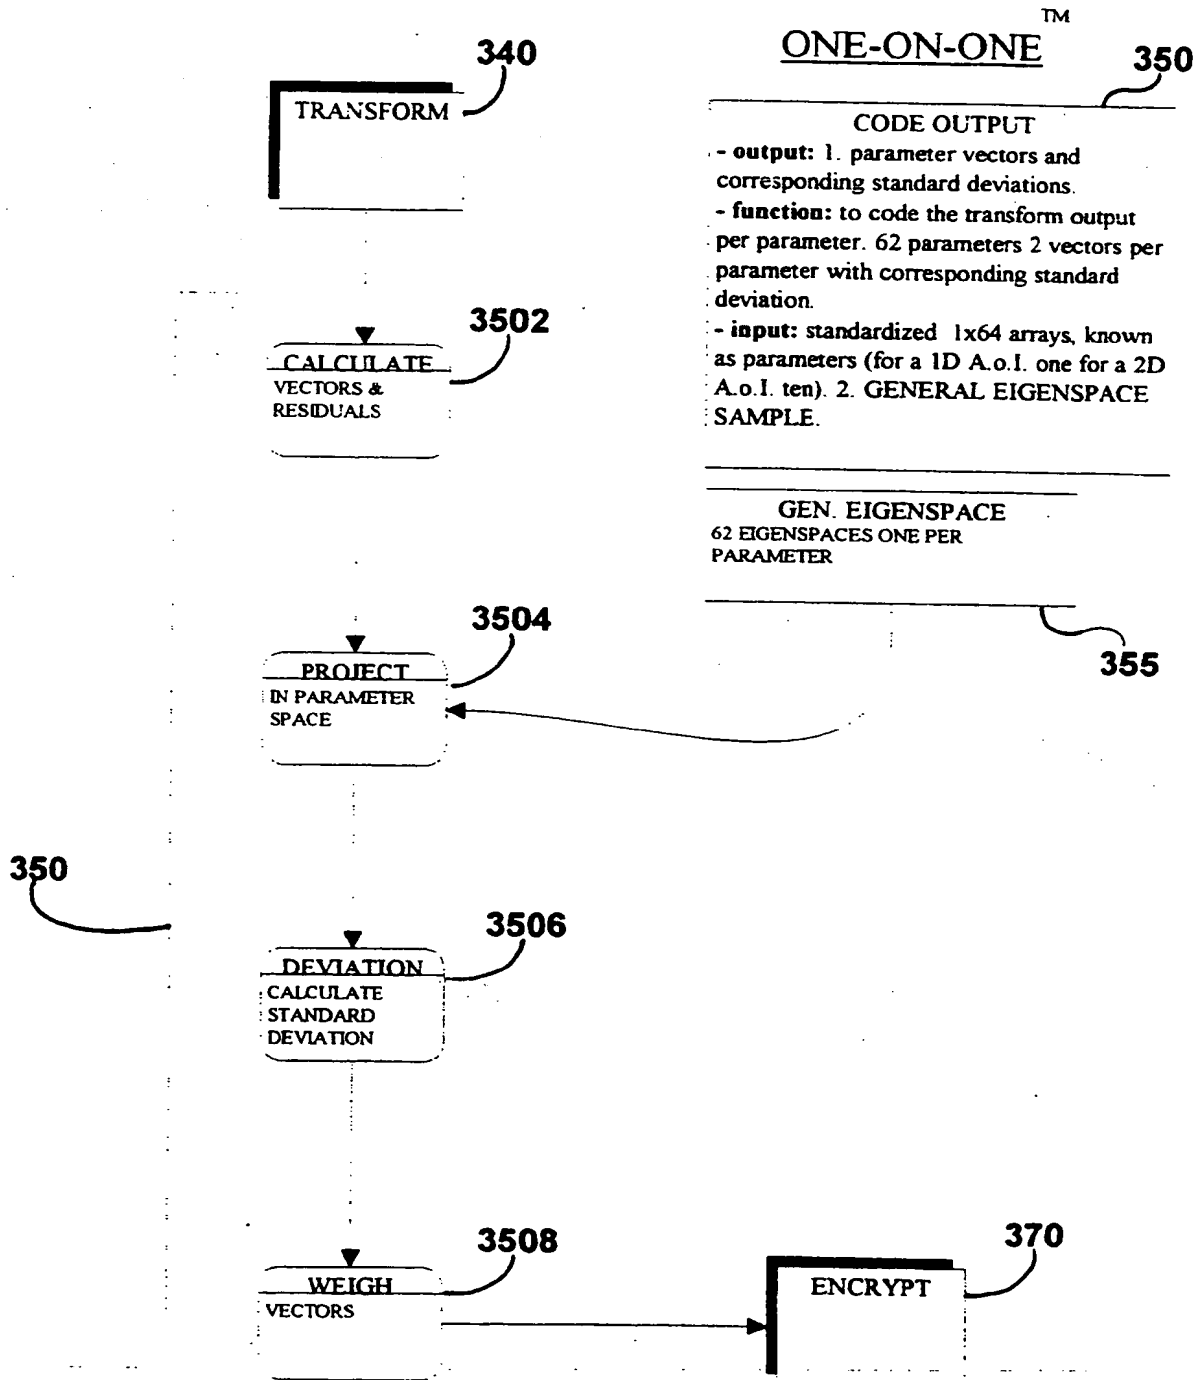 TM
ONE-ON-ONE
340
350
TRANSFORM
CODE OUTPUT
- output: 1. parameter vectors and
corresponding standard deviations.
- function: to code the transform output
per parameter. 62 parameters 2 vectors per
parameter with corresponding standard
deviation.
- input: standardized 1x64 arrays, known
as parameters (for a 1D A.o.I. one for a 2D
A.o.I. ten). 2. GENERAL EIGENSPACE
SAMPLE.
3502
CALCULATE
VECTORS &
RESIDUALS
GEN. EIGENSPACE
62 EIGENSPACES ONE PER
PARAMETER
355
3504
PROJECT
IN PARAMETER
SPACE
350
3506
DEVIATION
CALCULATE
STANDARD
DEVIATION
3508
WEIGH
VECTORS
370
ENCRYPT